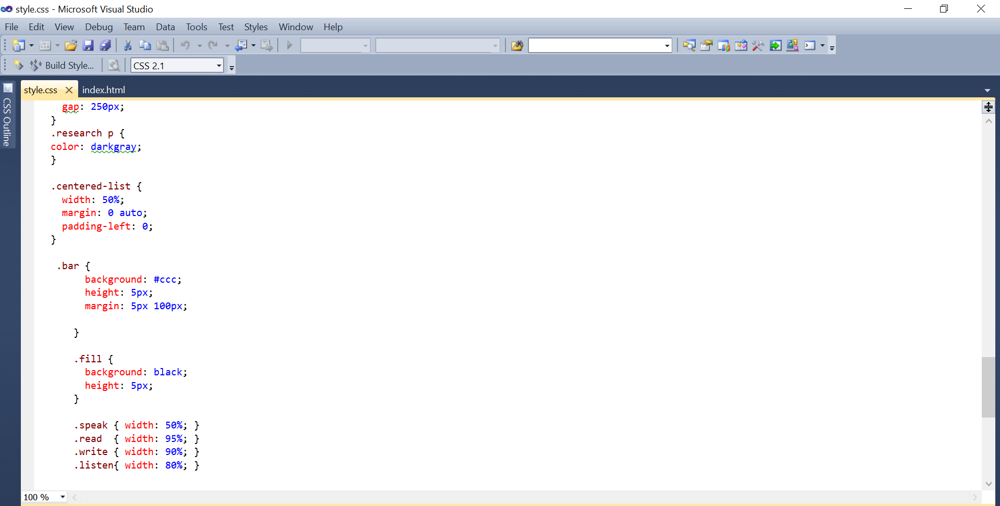 style.css - Microsoft Visual Studio
File Edit View Debug Team Data Tools Test Styles Window Help
Build Style... CSS 2.1
CSS Outline
style.css index.html
gap: 250px;
}
.research p {
color: darkgray;
}
.centered-list {
width: 50%;
margin: 0 auto;
padding-left: 0;
}
.bar {
background: #ccc;
height: 5px;
margin: 5px 100px;
}
.fill {
background: black;
height: 5px;
}
.speak { width: 50%; }
.read  { width: 95%; }
.write { width: 90%; }
.listen{ width: 80%; }
100 %